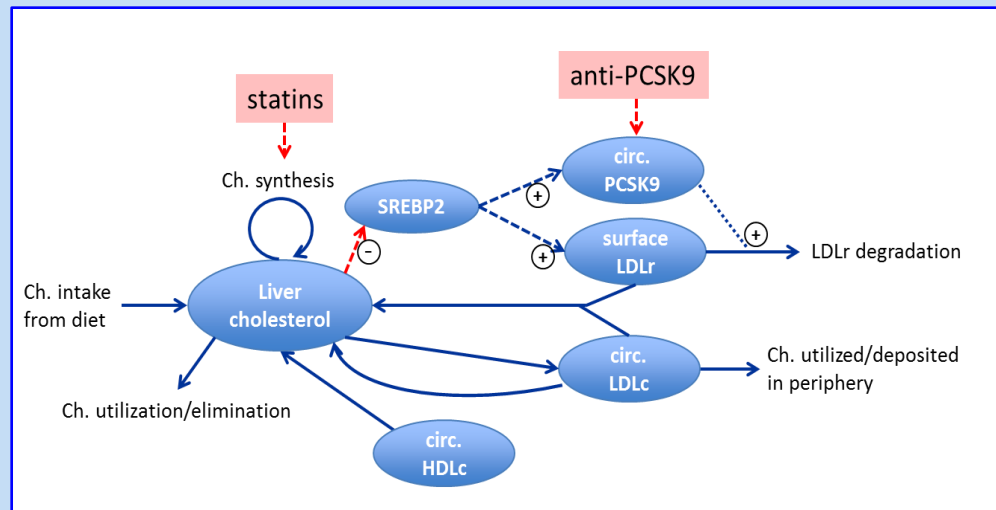 statins
anti-PCSK9
Ch. synthesis
circ.
PCSK9
SREBP2
+
−
+
surface
LDLr
+
LDLr degradation
Ch. intake
from diet
Liver
cholesterol
circ.
LDLc
Ch. utilized/deposited
in periphery
Ch. utilization/elimination
circ.
HDLc